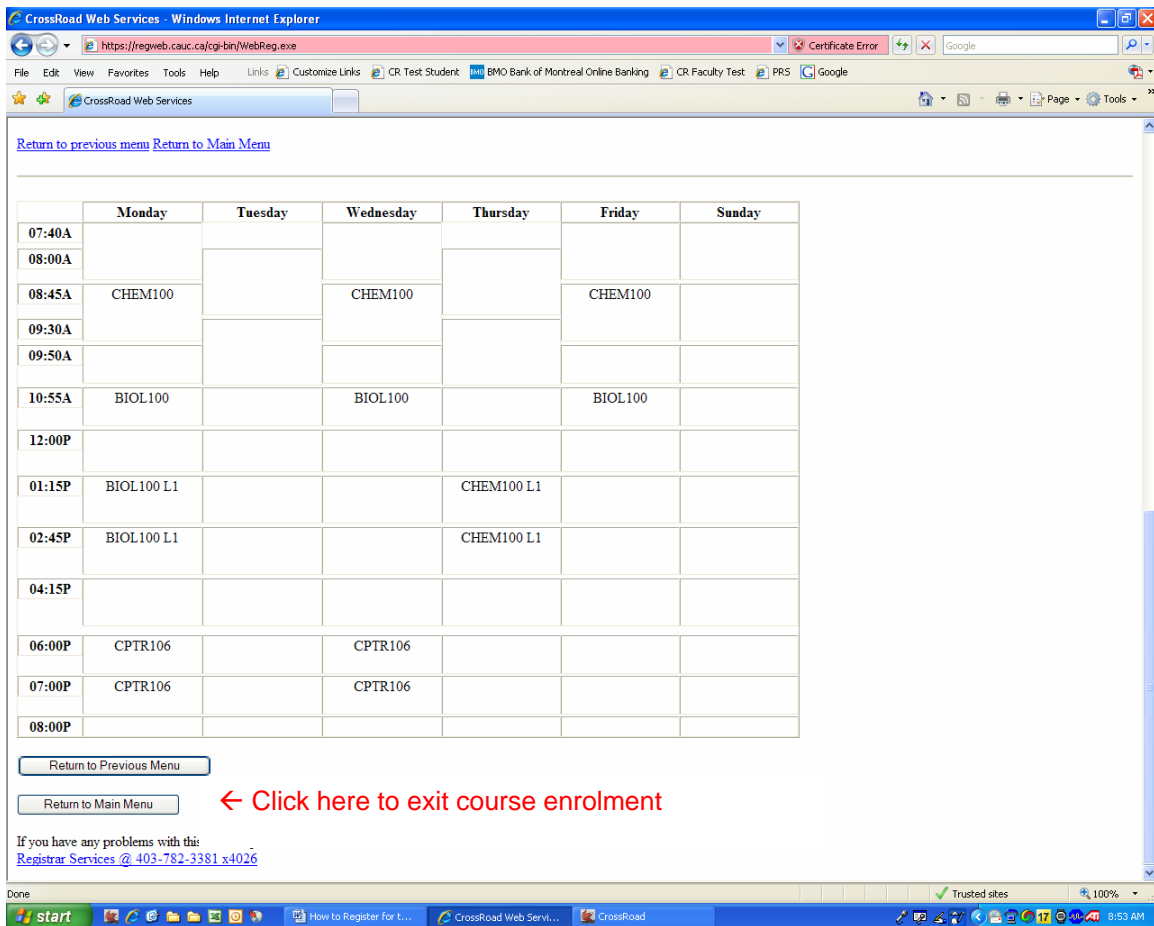 CrossRoad Web Services - Windows Internet Explorer
https://regweb.cauc.ca/cgi-bin/WebReg.exe Certificate Error Google
File Edit View Favorites Tools Help Links Customize Links CR Test Student BMO BMO Bank of Montreal Online Banking CR Faculty Test PRS Google
CrossRoad Web Services Page Tools
Return to previous menu Return to Main Menu
Monday Tuesday Wednesday Thursday Friday Sunday
07:40A
08:00A
08:45A CHEM100 CHEM100 CHEM100
09:30A
09:50A
10:55A BIOL100 BIOL100 BIOL100
12:00P
01:15P BIOL100 L1 CHEM100 L1
02:45P BIOL100 L1 CHEM100 L1
04:15P
06:00P CPTR106 CPTR106
07:00P CPTR106 CPTR106
08:00P
Return to Previous Menu
Return to Main Menu ← Click here to exit course enrolment
If you have any problems with this
Registrar Services @ 403-782-3381 x4026
Done Trusted sites 100%
start How to Register for t... CrossRoad Web Servi... CrossRoad 17 8:53 AM